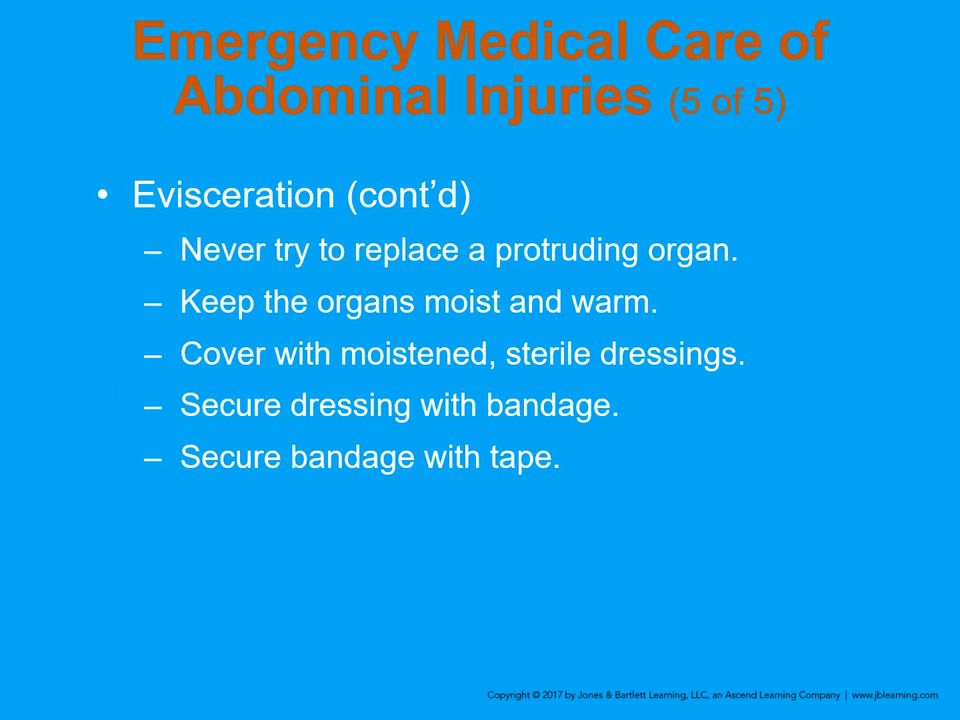 Emergency Medical Care of
Abdominal Injuries (5 of 5)
• Evisceration (cont’d)
– Never try to replace a protruding organ.
– Keep the organs moist and warm.
– Cover with moistened, sterile dressings.
– Secure dressing with bandage.
– Secure bandage with tape.
Copyright © 2017 by Jones & Bartlett Learning, LLC, an Ascend Learning Company | www.jblearning.com